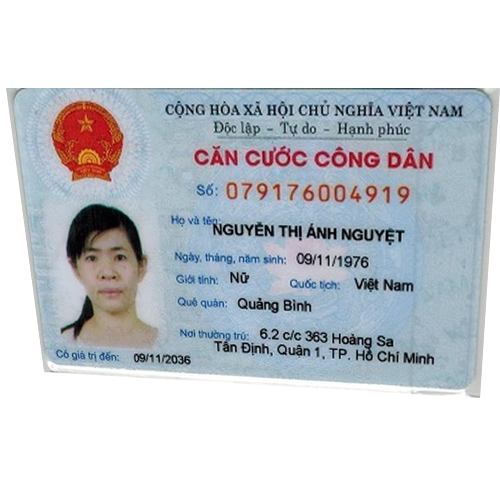 CỘNG HÒA XÃ HỘI CHỦ NGHĨA VIỆT NAM
Độc lập - Tự do - Hạnh phúc
CĂN CƯỚC CÔNG DÂN
Số: 079176004919
Họ và tên:
NGUYỄN THỊ ÁNH NGUYỆT
Ngày, tháng, năm sinh: 09/11/1976
Giới tính: Nữ Quốc tịch: Việt Nam
Quê quán: Quảng Bình
Nơi thường trú: 6.2 c/c 363 Hoàng Sa
Tân Định, Quận 1, TP. Hồ Chí Minh
Có giá trị đến: 09/11/2036